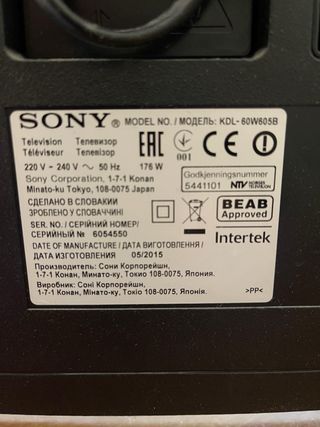 SONY® MODEL NO. / МОДЕЛЬ: KDL-60W605B
Television Телевизор
Téléviseur Телевізор
220 V - 240 V ~ 50 Hz 176 W
Sony Corporation, 1-7-1 Konan
Minato-ku Tokyo, 108-0075 Japan
EAC
001
CE
Godkjenningsnummer
5441101 NTV
СДЕЛАНО В СЛОВАКИИ
ЗРОБЛЕНО У СЛОВАЧЧИНІ
SER. NO. / СЕРІЙНИЙ НОМЕР/
СЕРИЙНЫЙ № 6054550
BEAB
Approved
Intertek
DATE OF MANUFACTURE / ДАТА ВИГОТОВЛЕННЯ /
ДАТА ИЗГОТОВЛЕНИЯ 05/2015
Производитель: Сони Корпорейшн,
1-7-1 Конан, Минато-ку, Токио 108-0075, Япония.
Виробник: Соні Корпорейшн,
1-7-1 Конан, Мінато-ку, Токіо 108-0075, Японія.
>PP<